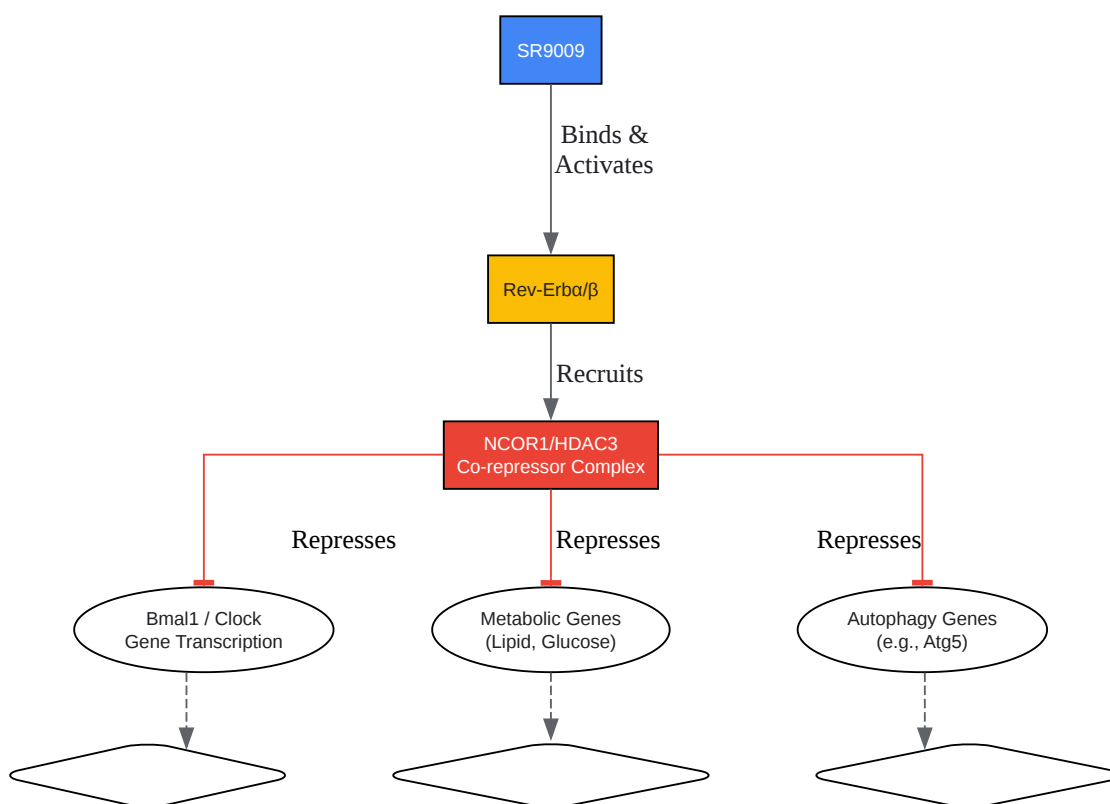 SR9009
Binds &
Activates
Rev-Erbα/β
Recruits
NCOR1/HDAC3
Co-repressor Complex
Represses
Represses
Represses
Bmal1 / Clock
Gene Transcription
Metabolic Genes
(Lipid, Glucose)
Autophagy Genes
(e.g., Atg5)